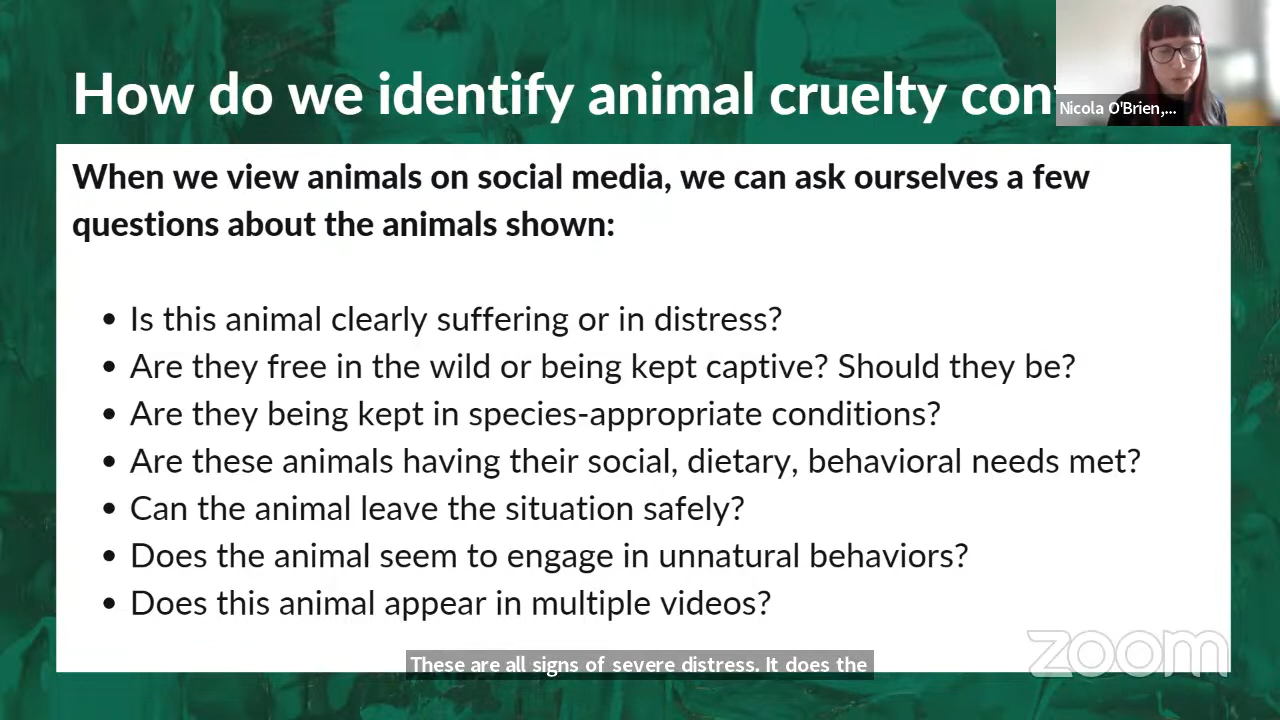 How do we identify animal cruelty con
Nicola O'Brien,...
When we view animals on social media, we can ask ourselves a few
questions about the animals shown:
• Is this animal clearly suffering or in distress?
• Are they free in the wild or being kept captive? Should they be?
• Are they being kept in species-appropriate conditions?
• Are these animals having their social, dietary, behavioral needs met?
• Can the animal leave the situation safely?
• Does the animal seem to engage in unnatural behaviors?
• Does this animal appear in multiple videos?
These are all signs of severe distress. It does the
zoom